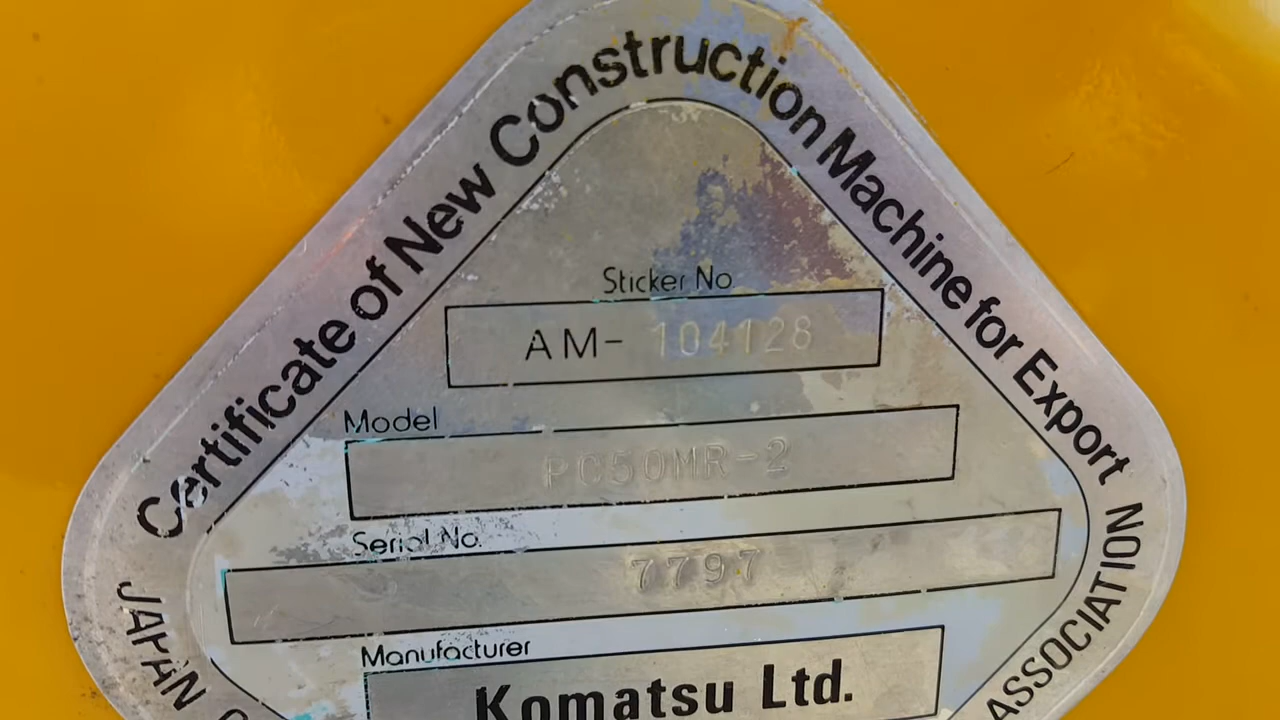 Certificate of New Construction Machine for Export
Sticker No.
AM- 104128
Model
PC50MR-2
Serial No.
7797
Manufacturer
Komatsu Ltd.
JAPAN
ASSOCIATION